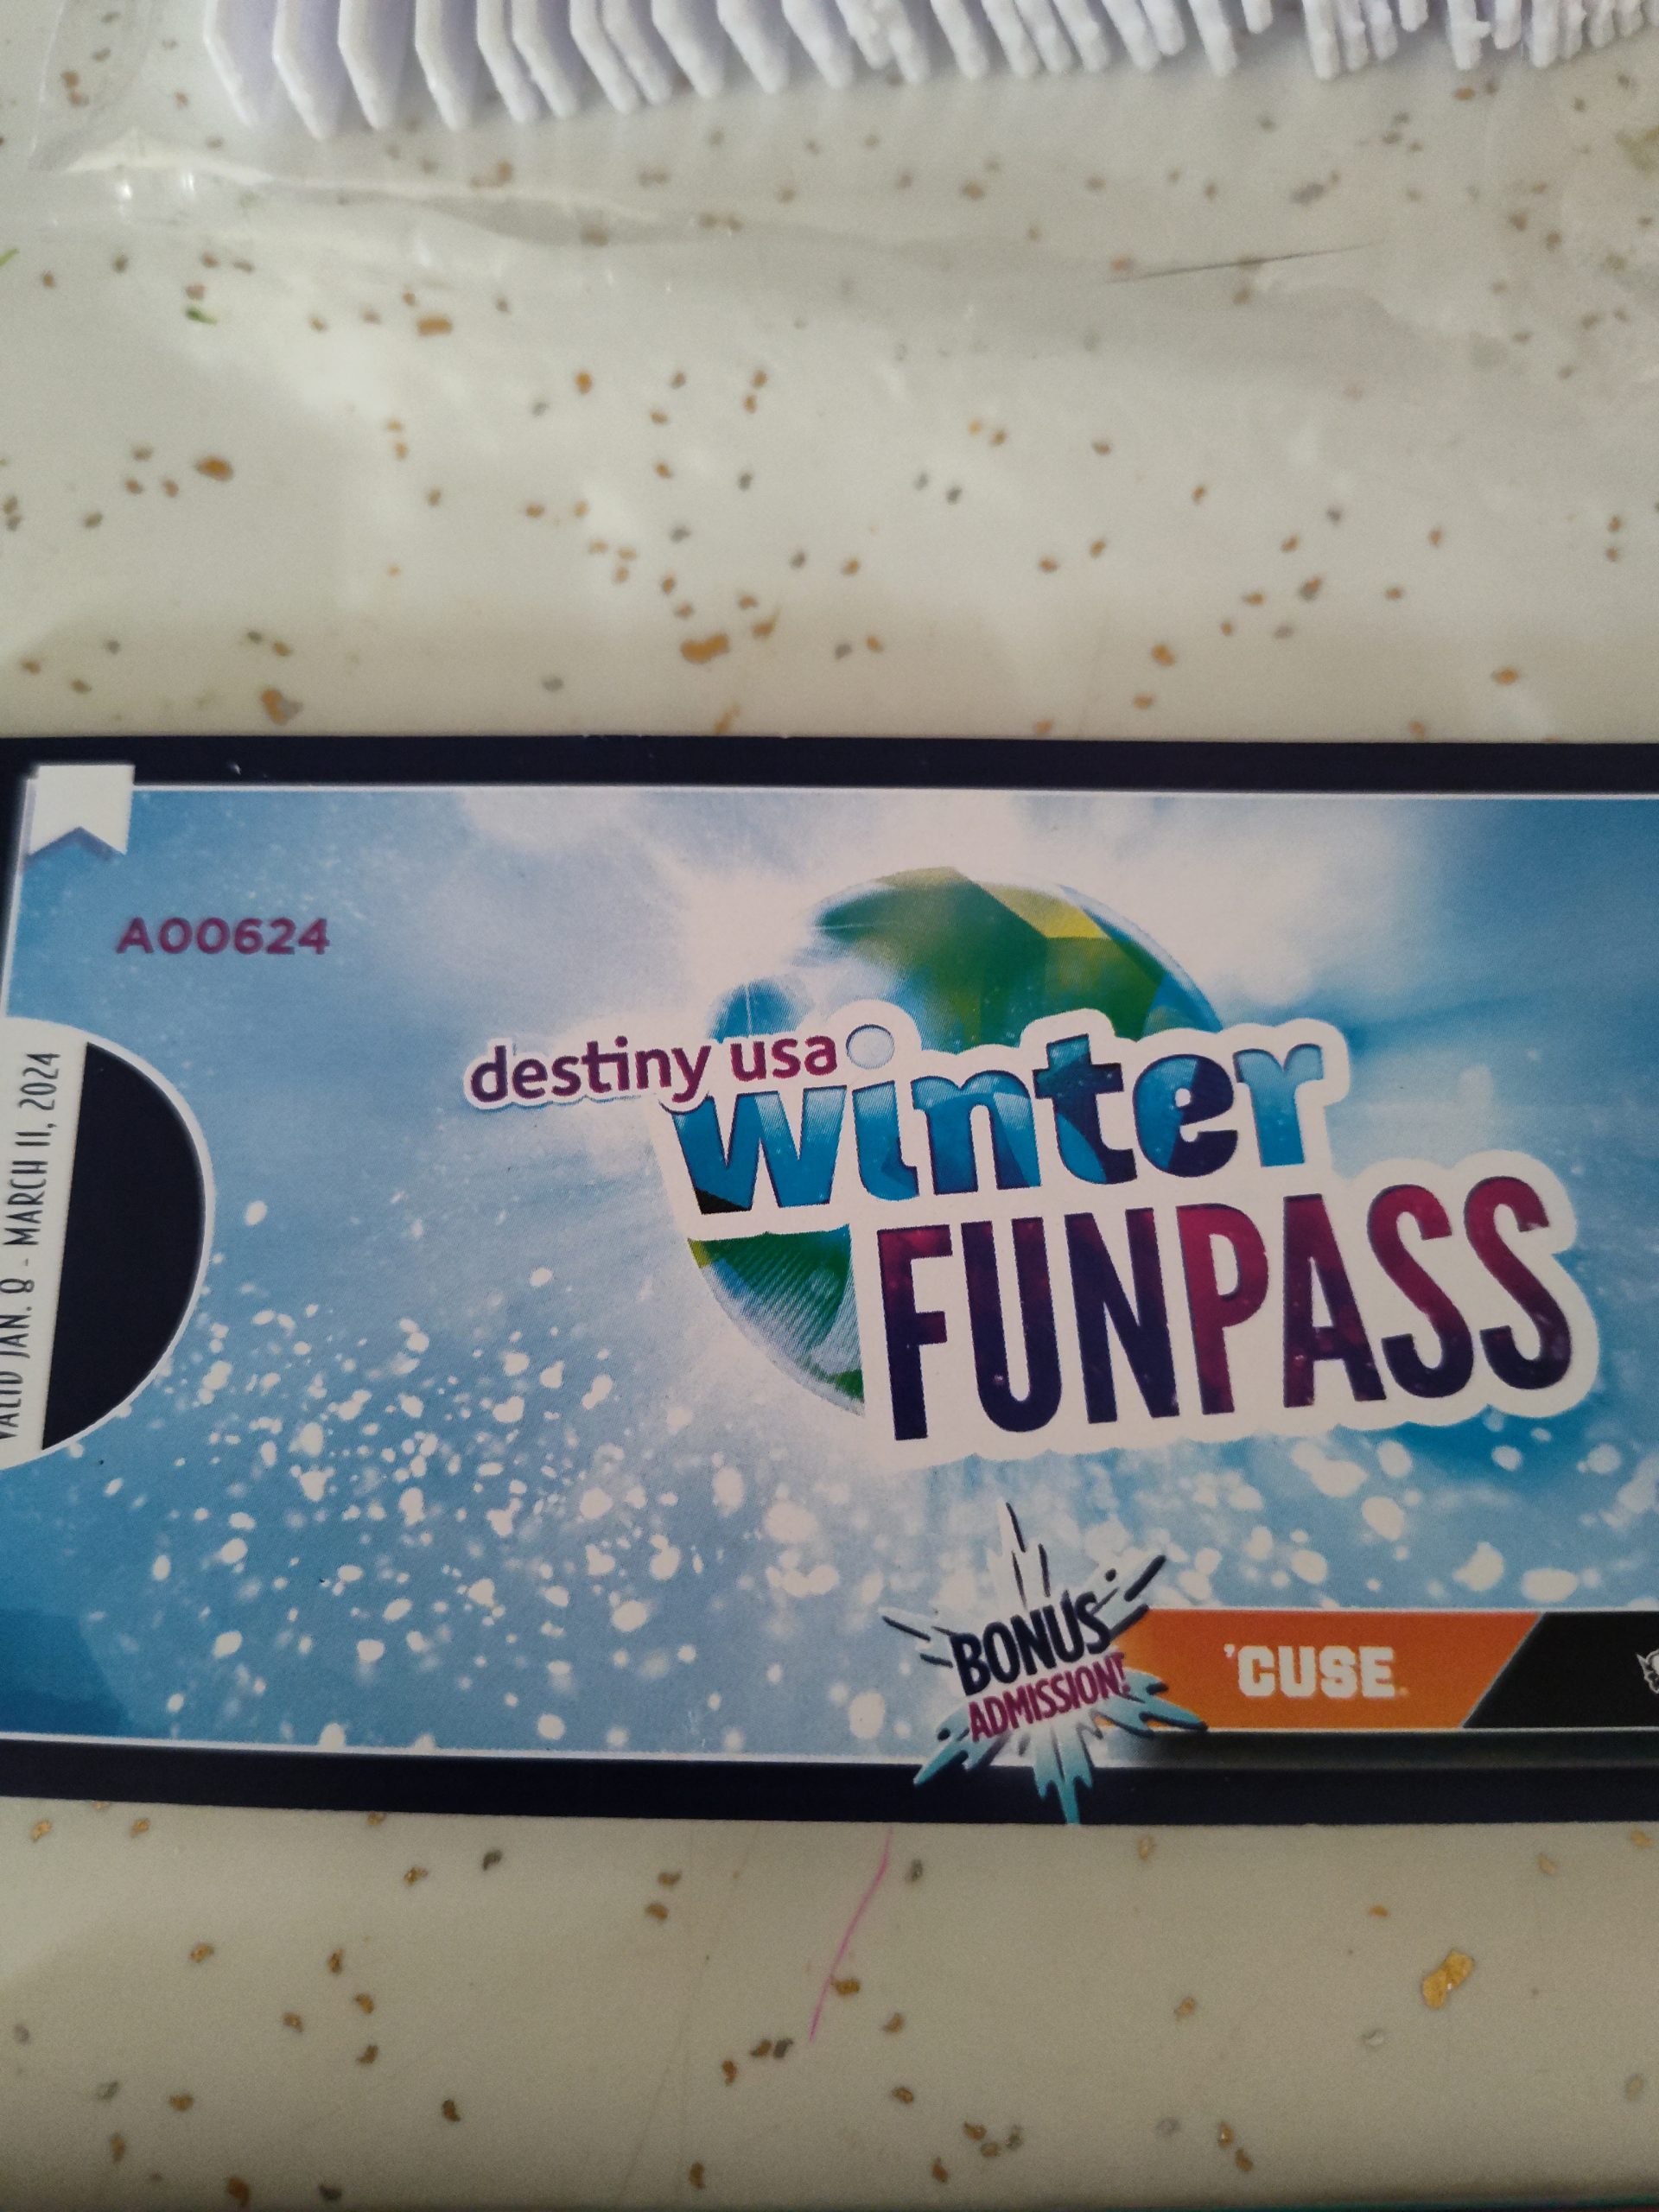 A00624
VALID JAN. 8 - MARCH 11, 2024
destiny usa
winter
FUNPASS
BONUS
ADMISSION!
'CUSE